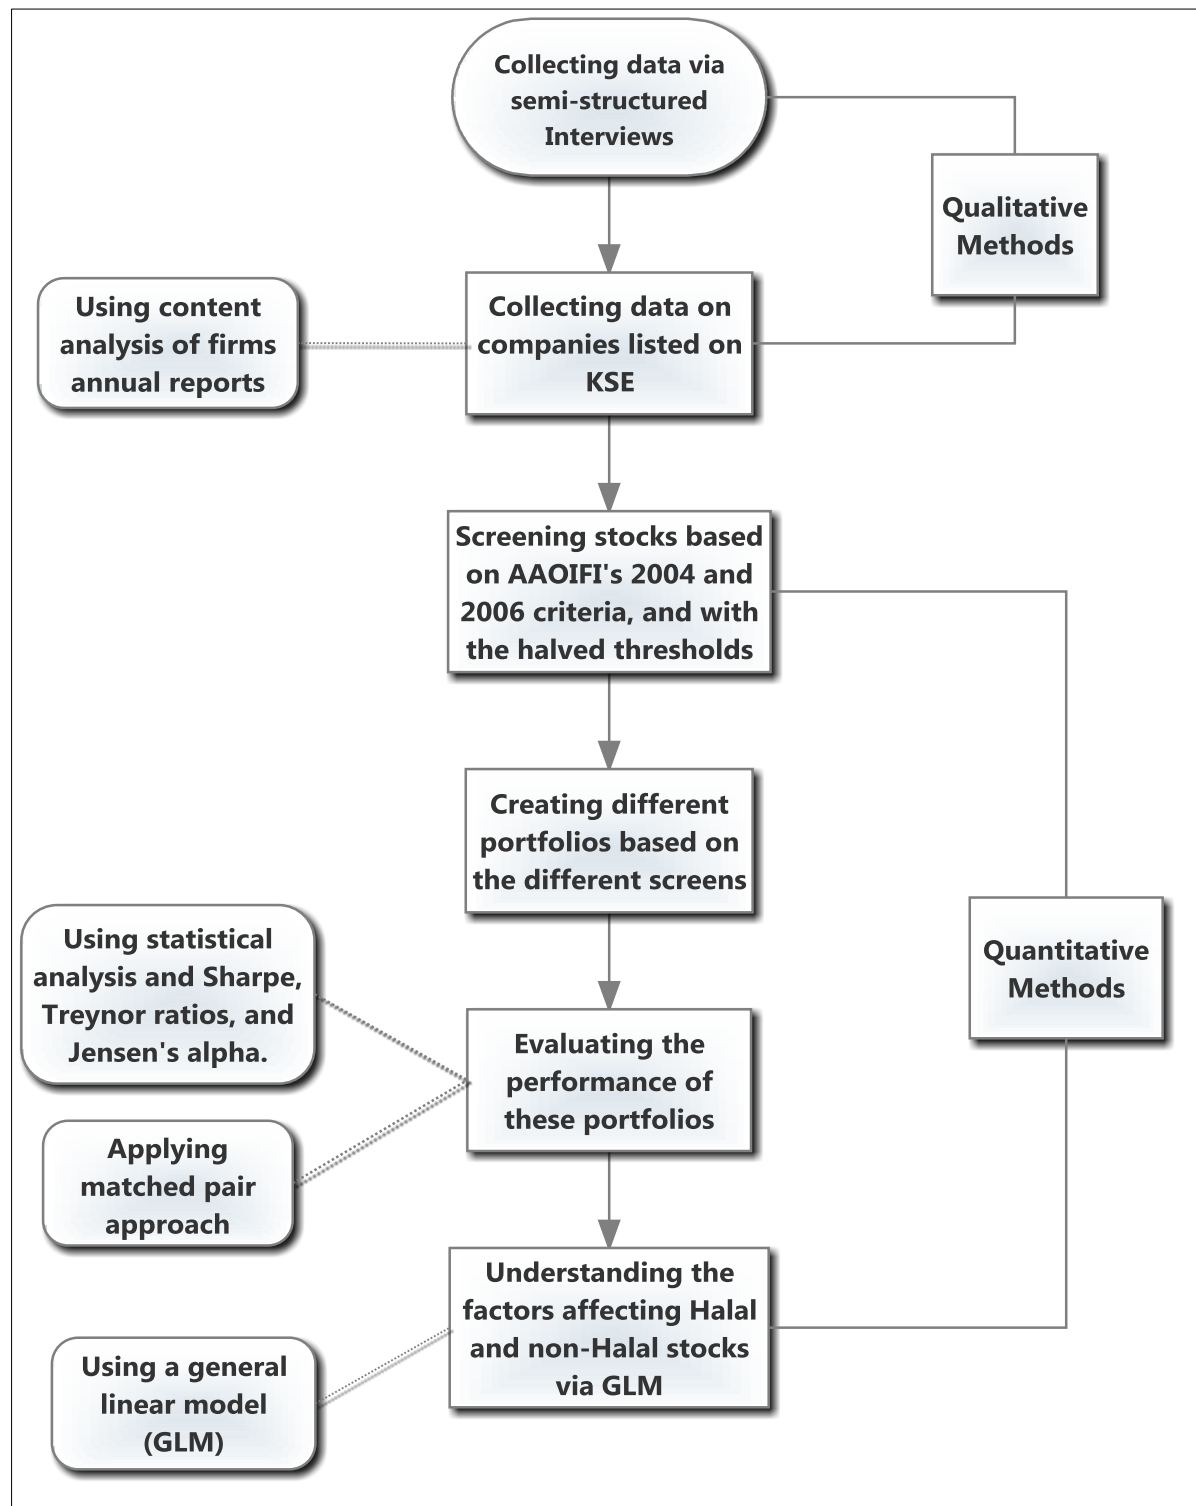 Collecting data via
semi-structured
Interviews
Qualitative
Methods
Using content
analysis of firms
annual reports
Collecting data on
companies listed on
KSE
Screening stocks based
on AAOIFI's 2004 and
2006 criteria, and with
the halved thresholds
Creating different
portfolios based on
the different screens
Using statistical
analysis and Sharpe,
Treynor ratios, and
Jensen's alpha.
Quantitative
Methods
Evaluating the
performance of
these portfolios
Applying
matched pair
approach
Understanding the
factors affecting Halal
and non-Halal stocks
via GLM
Using a general
linear model
(GLM)